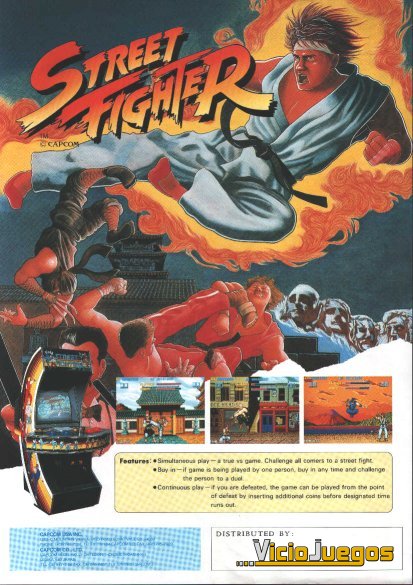 STREET
FIGHTER
TM
© CAPCOM
Features: • Simultaneous play — a true vs game. Challenge all comers to a street fight.
• Buy in — if game is being played by one person, buy in any time and challenge
the person to a dual.
• Continuous play — if you are defeated, the game can be played from the point
of defeat by inserting additional coins before designated time
runs out.
CAPCOM USA, INC.
CAPCOM CO., LTD.
DISTRIBUTED BY:
VicioJuegos